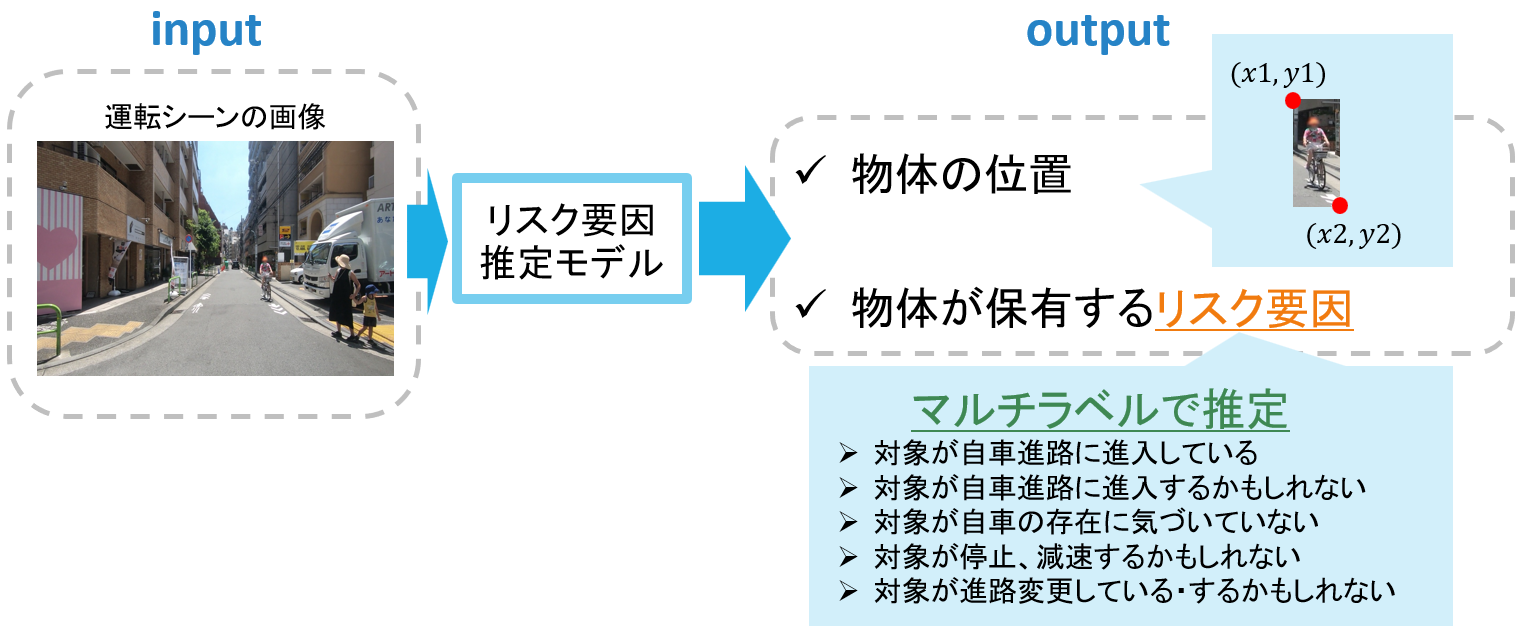 input
運転シーンの画像
ART
あな
アート
リスク要因
推定モデル
output
✓ 物体の位置
(x1, y1)
(x2, y2)
✓ 物体が保有するリスク要因
マルチラベルで推定
➢ 対象が自車進路に進入している
➢ 対象が自車進路に進入するかもしれない
➢ 対象が自車の存在に気づいていない
➢ 対象が停止、減速するかもしれない
➢ 対象が進路変更している・するかもしれない